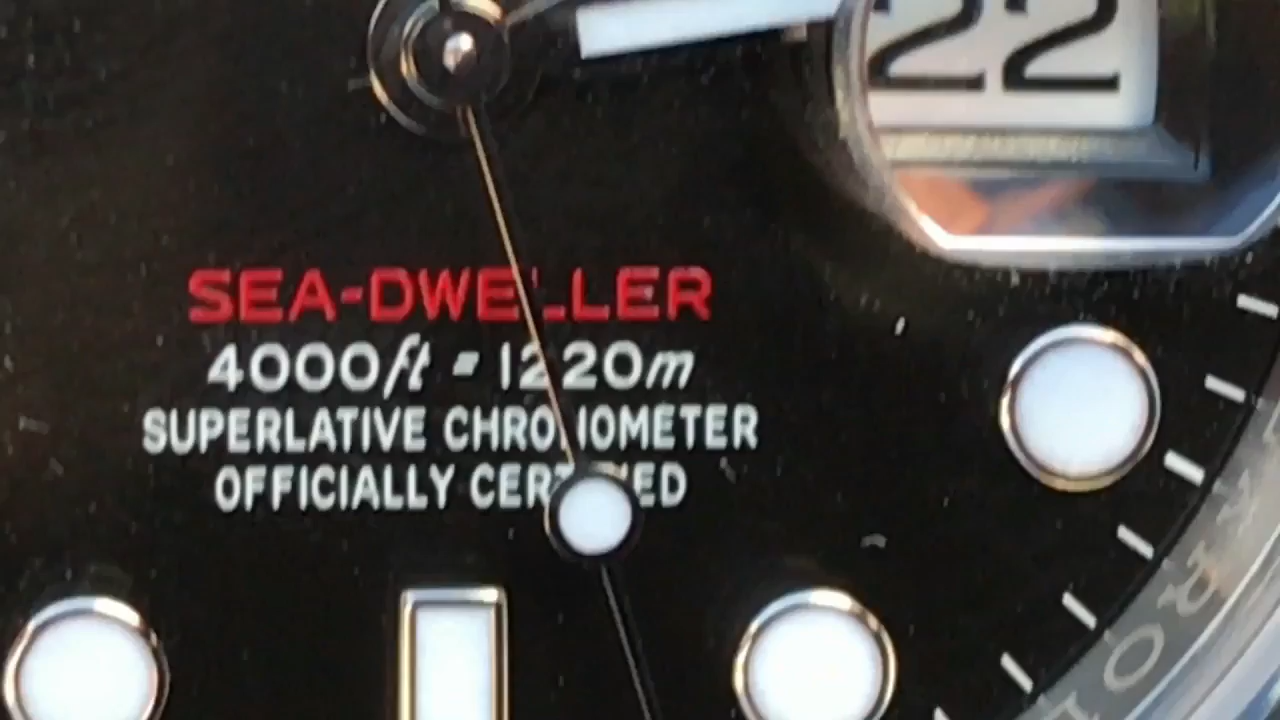 22
SEA-DWELLER
4000ft = 1220m
SUPERLATIVE CHRONOMETER
OFFICIALLY CERTIFIED